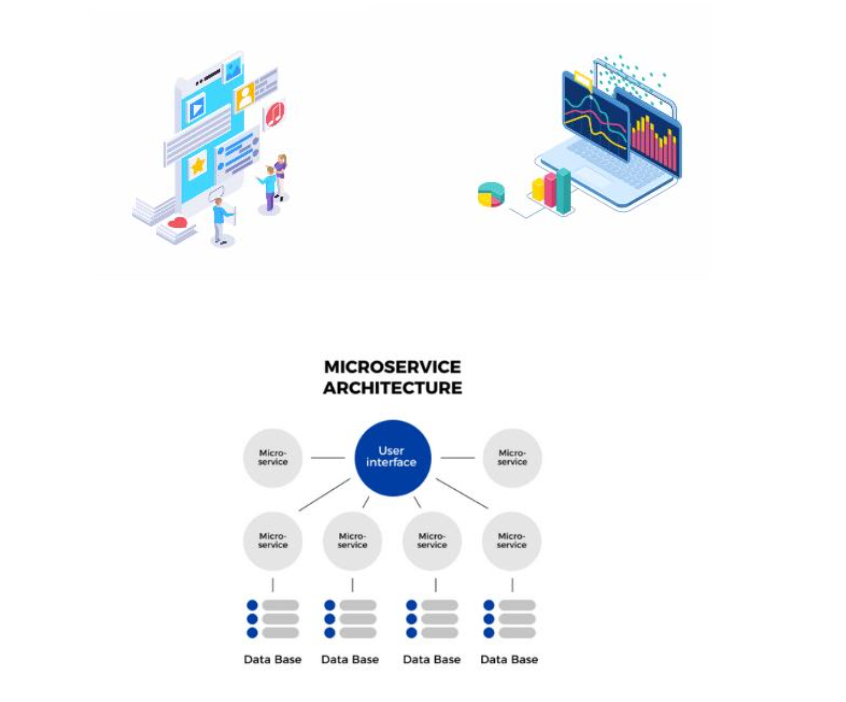 MICROSERVICE
ARCHITECTURE
Micro-
service
User
interface
Micro-
service
Micro-
service
Micro-
service
Micro-
service
Micro-
service
Data Base
Data Base
Data Base
Data Base